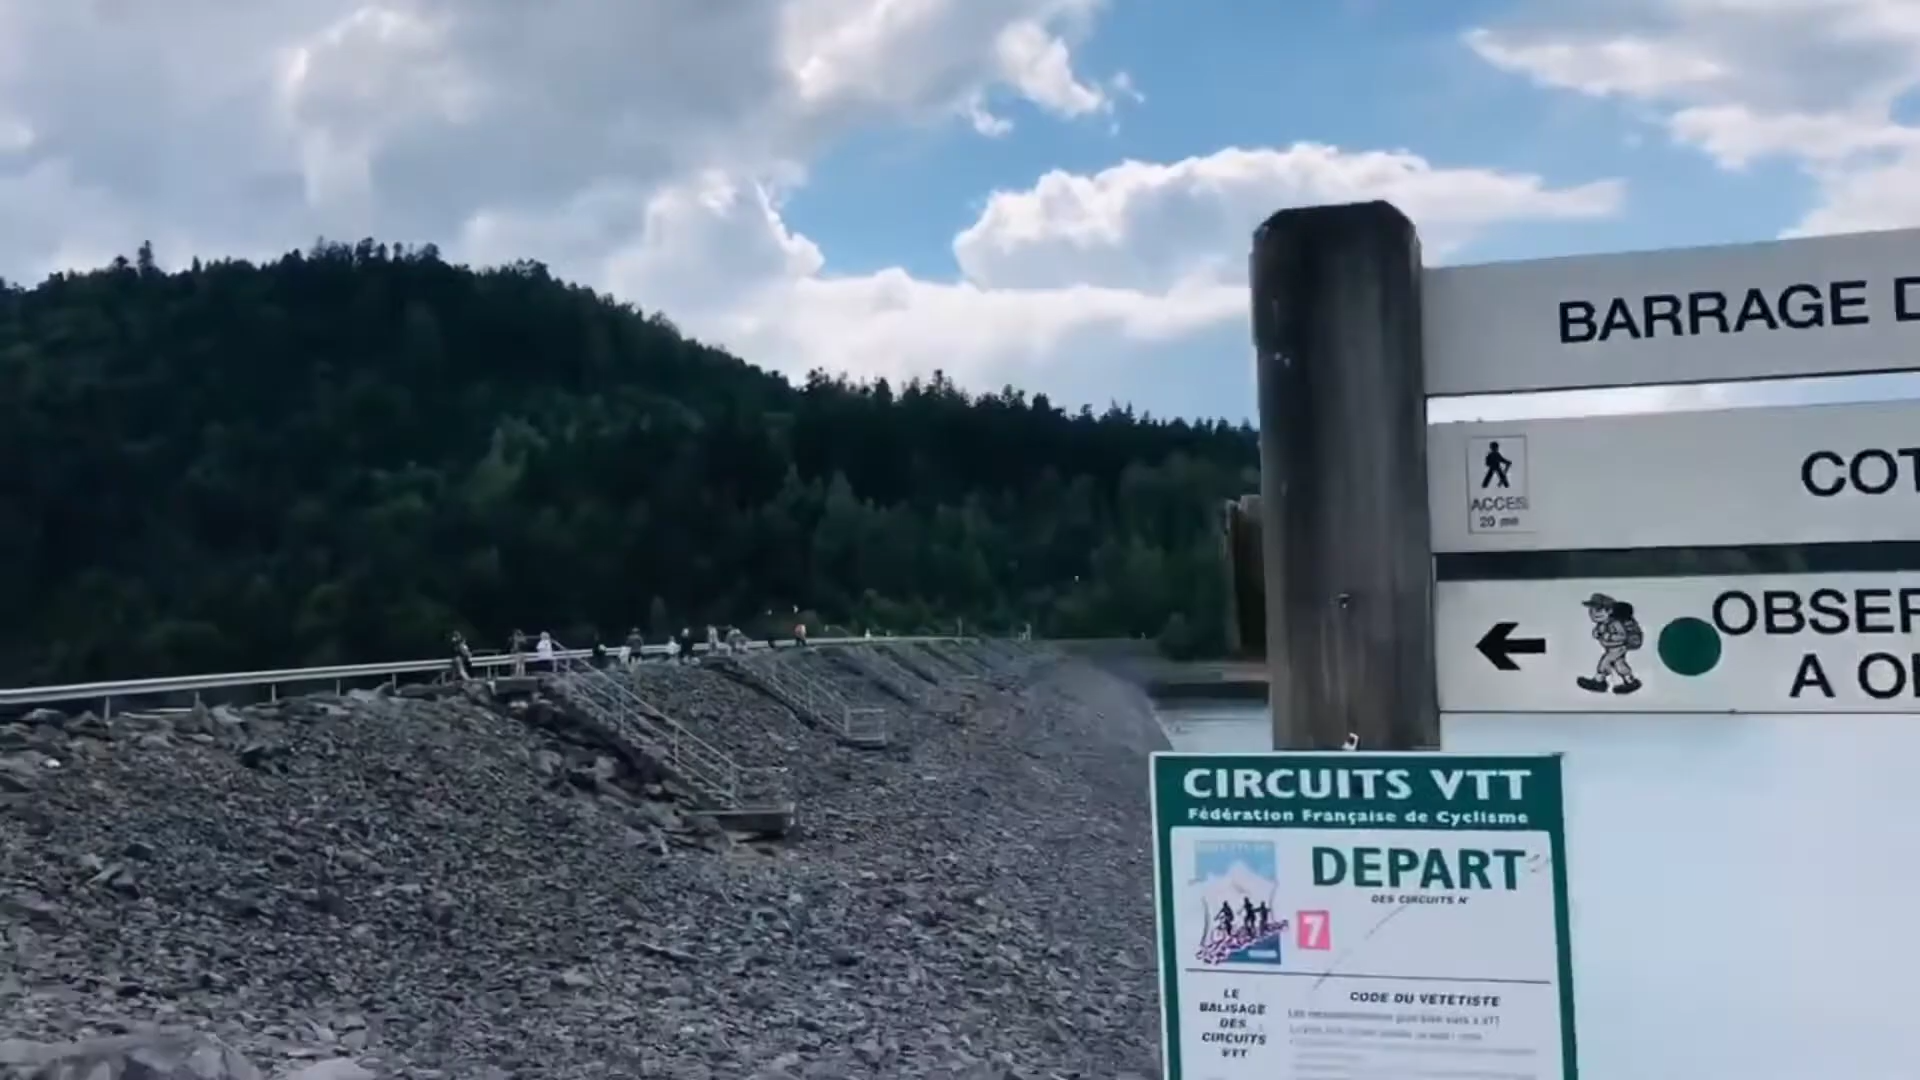 BARRAGE D
ACCES
20 mn
COT
OBSER
A O
CIRCUITS VTT
Fédération Française de Cyclisme
DEPART
DES CIRCUITS N°
7
LE
BALISAGE
DES
CIRCUITS
VTT
CODE DU VETETISTE